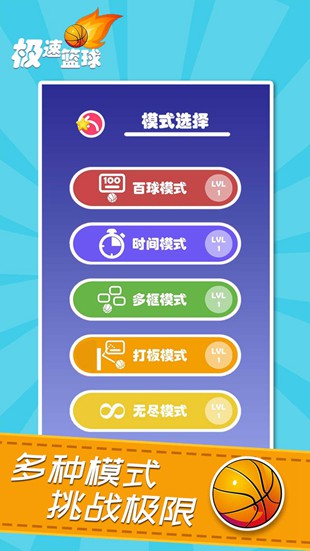 极速篮球
模式选择
100
百球模式
LVL
1
时间模式
LVL
1
多框模式
LVL
1
打板模式
LVL
1
无尽模式
LVL
1
多种模式
挑战极限